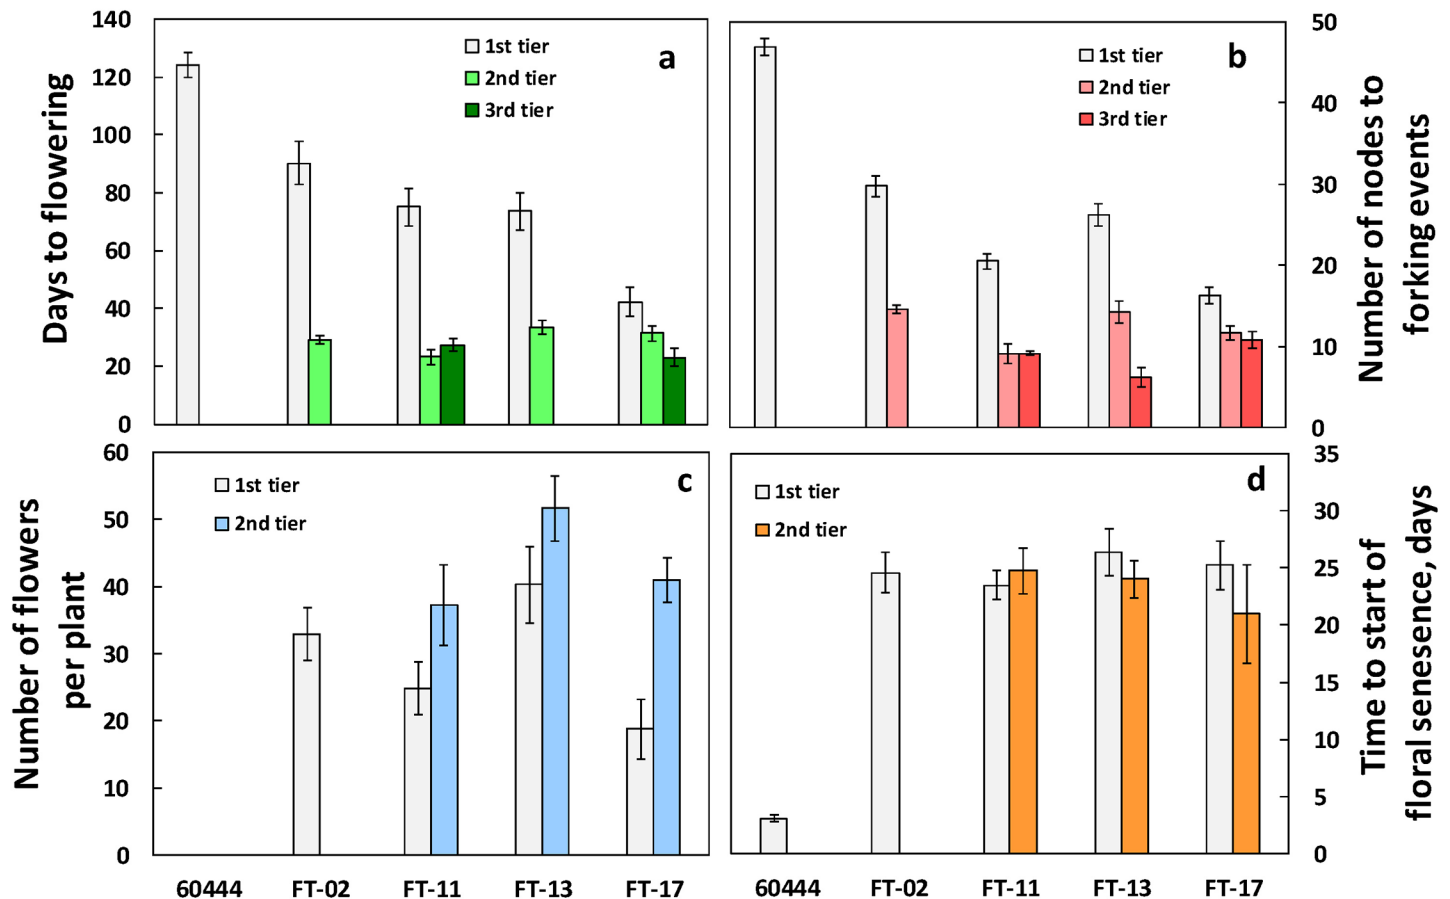 140
120
100
80
60
40
20
0
Days to flowering
1st tier
2nd tier
3rd tier
a
1st tier
2nd tier
3rd tier
b
50
40
30
20
10
0
Number of nodes to
forking events
60
50
40
30
20
10
0
Number of flowers
per plant
1st tier
2nd tier
c
60444 FT-02 FT-11 FT-13 FT-17
1st tier
2nd tier
d
35
30
25
20
15
10
5
0
Time to start of
floral senesence, days
60444 FT-02 FT-11 FT-13 FT-17